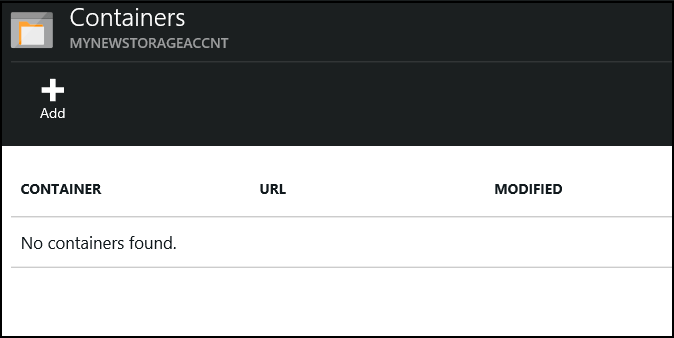 Containers
MYNEWSTORAGEACCNT
Add
CONTAINER URL MODIFIED
No containers found.